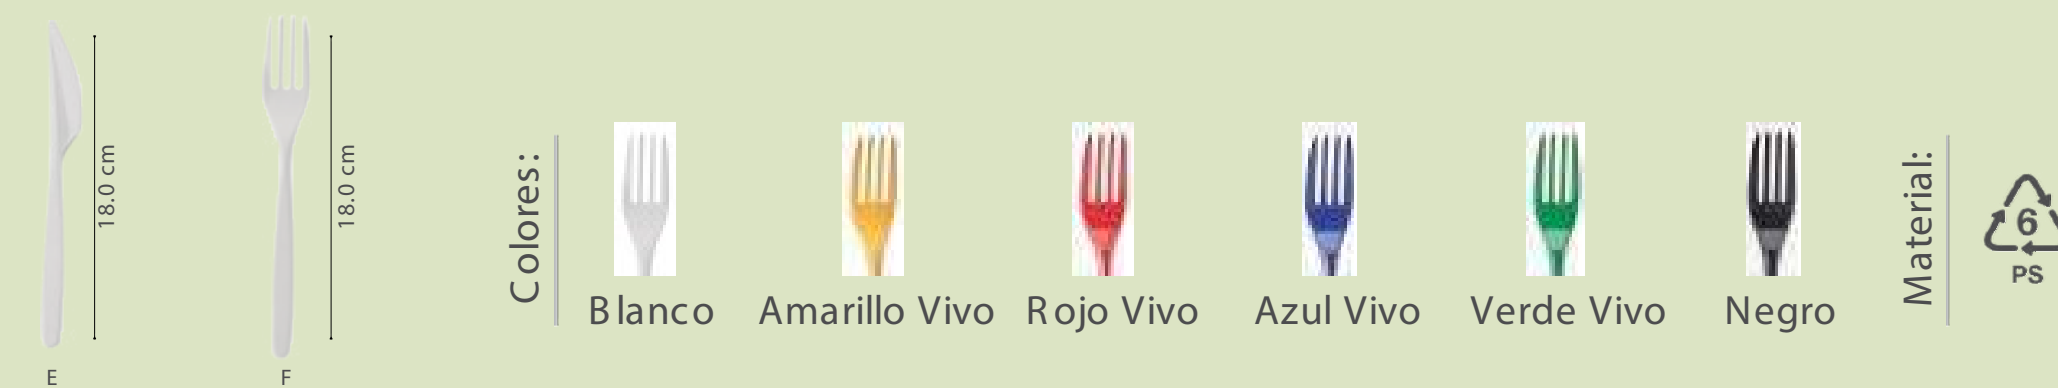 18.0 cm
E
18.0 cm
F
Colores:
Blanco
Amarillo Vivo
Rojo Vivo
Azul Vivo
Verde Vivo
Negro
Material:
6
PS